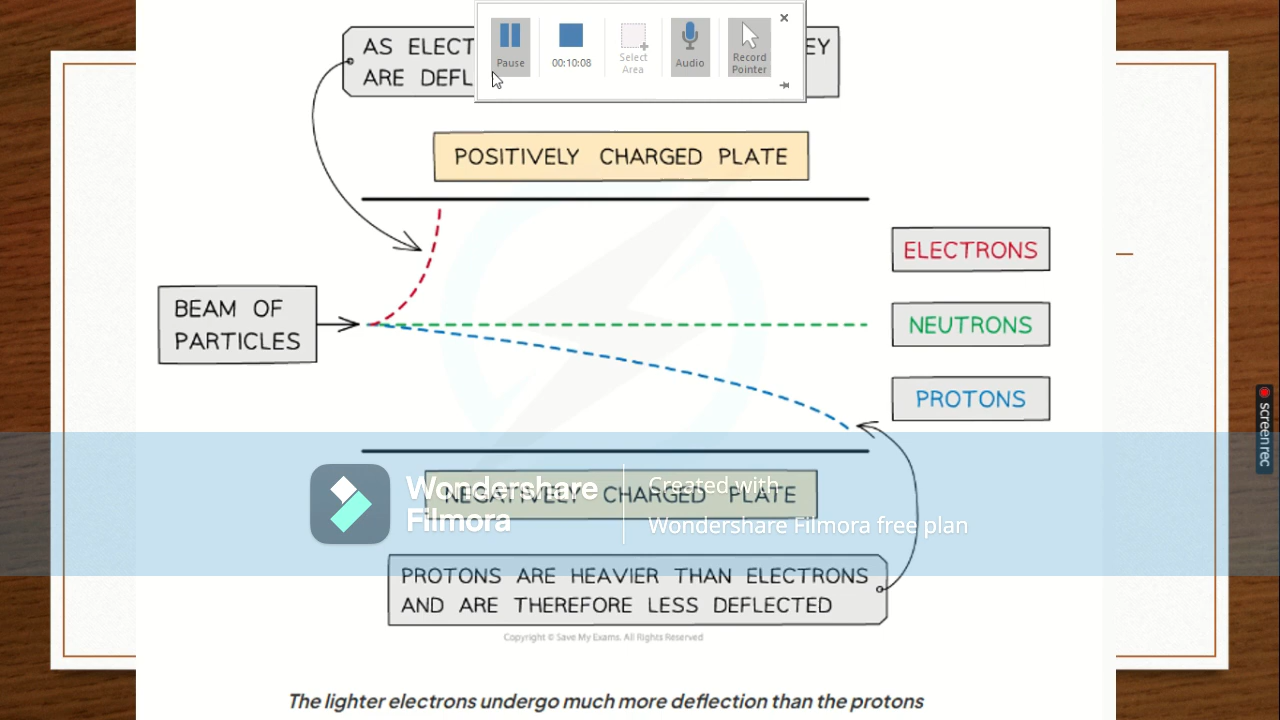 AS ELECT
EY
ARE DEFL
Pause
00:10:08
Select
Area
Audio
Record
Pointer
POSITIVELY CHARGED PLATE
ELECTRONS
BEAM OF
PARTICLES
NEUTRONS
PROTONS
NEGATIVELY CHARGED PLATE
Wondershare
Filmora
Created with
Wondershare Filmora free plan
PROTONS ARE HEAVIER THAN ELECTRONS
AND ARE THEREFORE LESS DEFLECTED
Copyright © Save My Exams. All Rights Reserved
The lighter electrons undergo much more deflection than the protons
screenrec